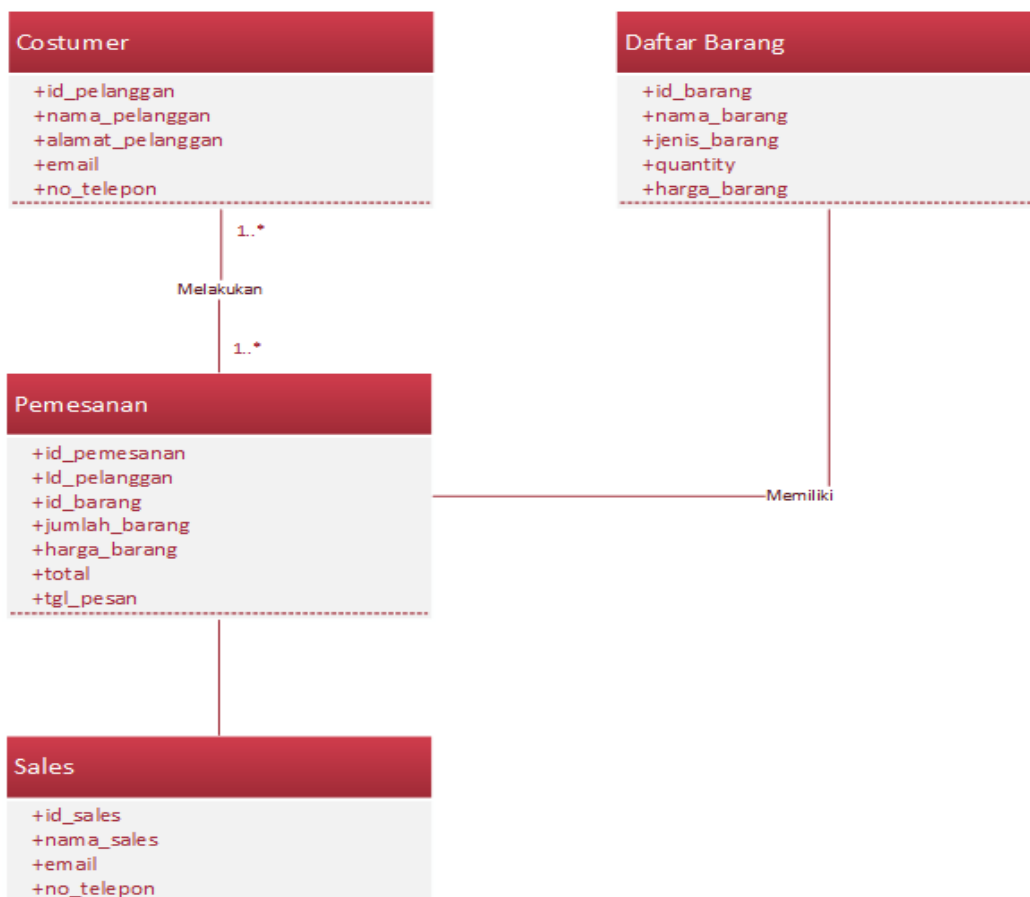 Costumer
+id_pelanggan
+nama_pelanggan
+alamat_pelanggan
+email
+no_telepon
Daftar Barang
+id_barang
+nama_barang
+jenis_barang
+quantity
+harga_barang
1..*
Melakukan
1..*
Pemesanan
+id_pemesanan
+Id_pelanggan
+id_barang
+jumlah_barang
+harga_barang
+total
+tgl_pesan
Memiliki
Sales
+id_sales
+nama_sales
+email
+no_telepon